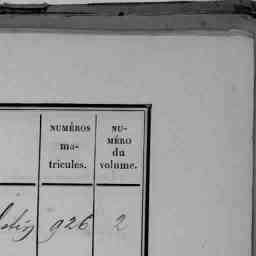 NUMÉROS
ma-
tricules.
NU-
MÉRO
du
volume.
926 2